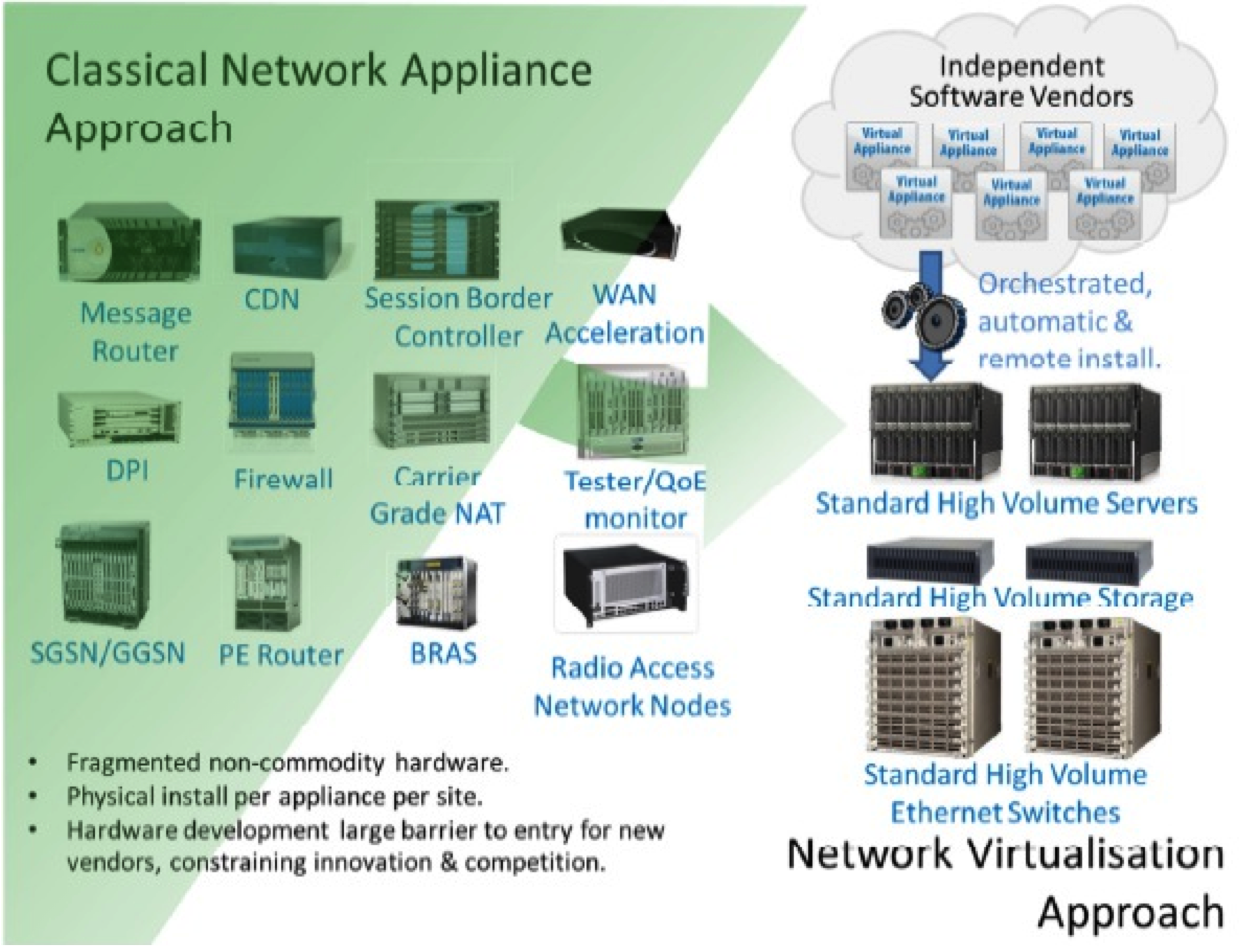 Classical Network Appliance
Approach
Independent
Software Vendors
Virtual
Appliance
Virtual
Appliance
Virtual
Appliance
Virtual
Appliance
Virtual
Appliance
Virtual
Appliance
Virtual
Appliance
Message
Router
CDN
Session Border
Controller
WAN
Acceleration
Orchestrated,
automatic &
remote install.
DPI
Firewall
Carrier
Grade NAT
Tester/QoE
monitor
Standard High Volume Servers
Standard High Volume Storage
SGSN/GGSN
PE Router
BRAS
Radio Access
Network Nodes
Standard High Volume
Ethernet Switches
• Fragmented non-commodity hardware.
• Physical install per appliance per site.
• Hardware development large barrier to entry for new
vendors, constraining innovation & competition.
Network Virtualisation
Approach